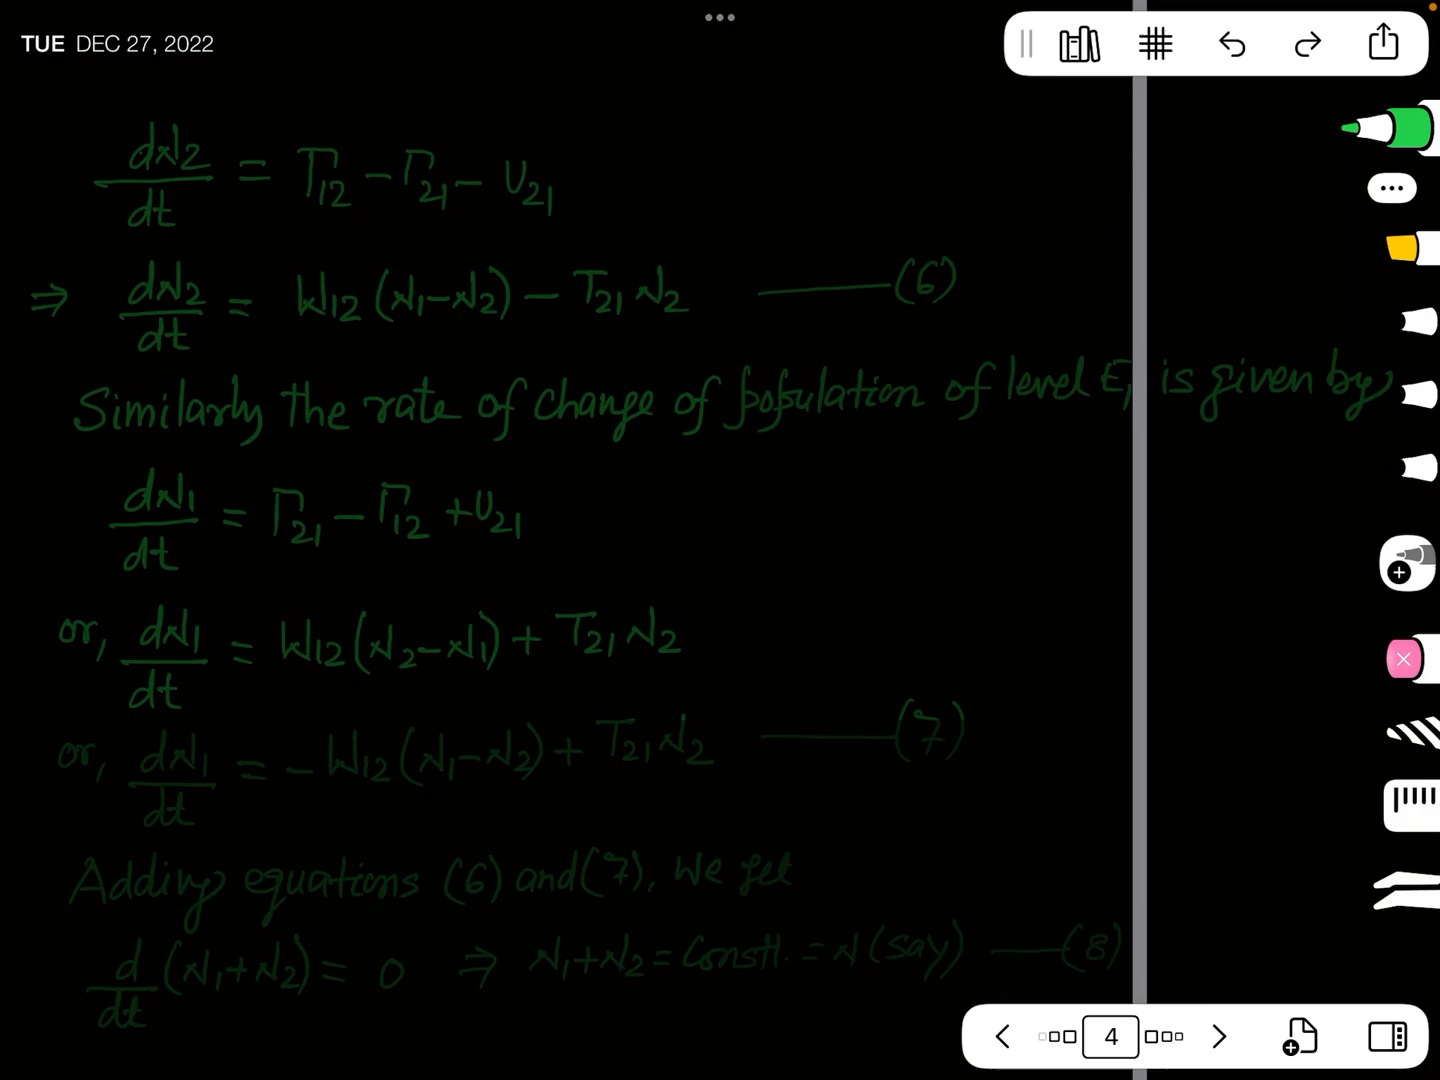 TUE DEC 27, 2022
dN2/dt = Γ12 − Γ21 − U21
⇒ dN2/dt = W12 (N1−N2) − T21 N2 —— (6)
Similarly the rate of change of population of level E1 is given by,
dN1/dt = Γ21 − Γ12 + U21
or, dN1/dt = W12 (N2−N1) + T21 N2
or, dN1/dt = −W12 (N1−N2) + T21 N2 —— (7)
Adding equations (6) and (7), we get
d/dt (N1+N2) = 0 ⇒ N1+N2 = Constt. = N (say) —— (8)
4